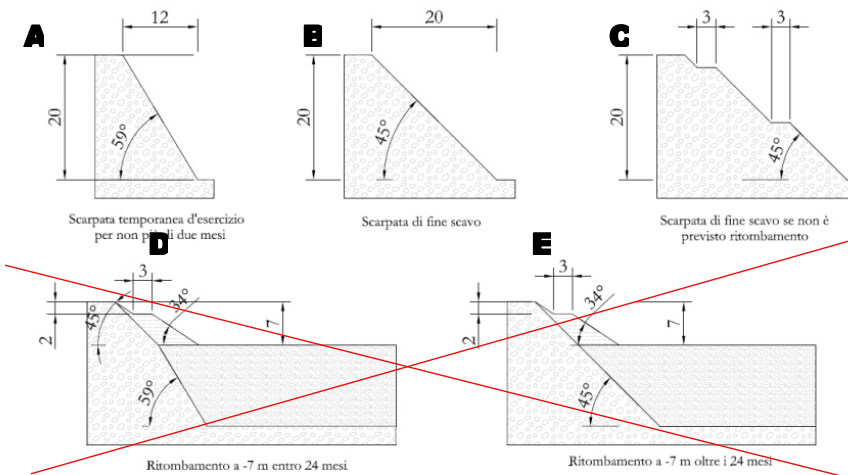 A
12
20
59°
Scarpata temporanea d'esercizio
per non più di due mesi
B
20
20
45°
Scarpata di fine scavo
C
3
3
20
45°
Scarpata di fine scavo se non è
previsto ritombamento
D
3
34°
45°
2
7
59°
Ritombamento a -7 m entro 24 mesi
E
3
34°
2
7
45°
Ritombamento a -7 m oltre i 24 mesi